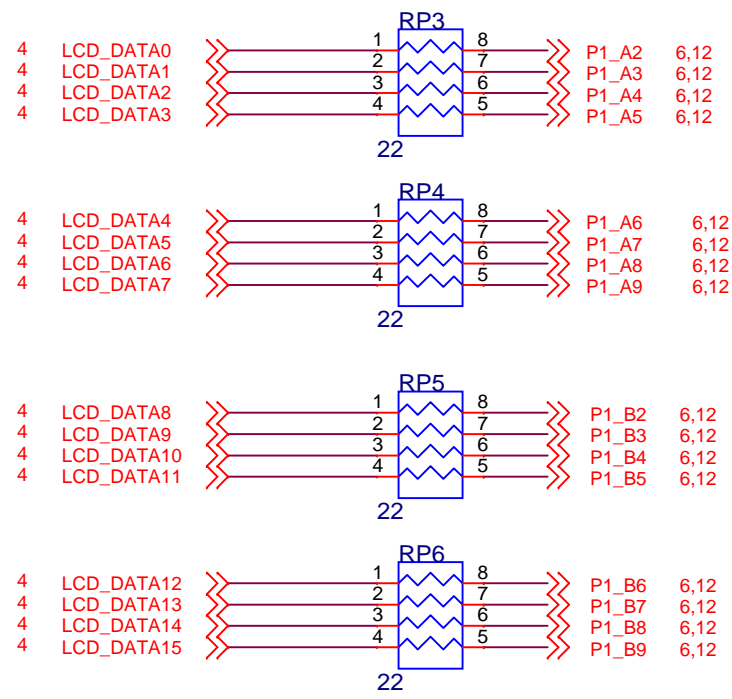 RP3
4 LCD_DATA0 1 8 P1_A2 6,12
4 LCD_DATA1 2 7 P1_A3 6,12
4 LCD_DATA2 3 6 P1_A4 6,12
4 LCD_DATA3 4 5 P1_A5 6,12
22
RP4
4 LCD_DATA4 1 8 P1_A6 6,12
4 LCD_DATA5 2 7 P1_A7 6,12
4 LCD_DATA6 3 6 P1_A8 6,12
4 LCD_DATA7 4 5 P1_A9 6,12
22
RP5
4 LCD_DATA8 1 8 P1_B2 6,12
4 LCD_DATA9 2 7 P1_B3 6,12
4 LCD_DATA10 3 6 P1_B4 6,12
4 LCD_DATA11 4 5 P1_B5 6,12
22
RP6
4 LCD_DATA12 1 8 P1_B6 6,12
4 LCD_DATA13 2 7 P1_B7 6,12
4 LCD_DATA14 3 6 P1_B8 6,12
4 LCD_DATA15 4 5 P1_B9 6,12
22